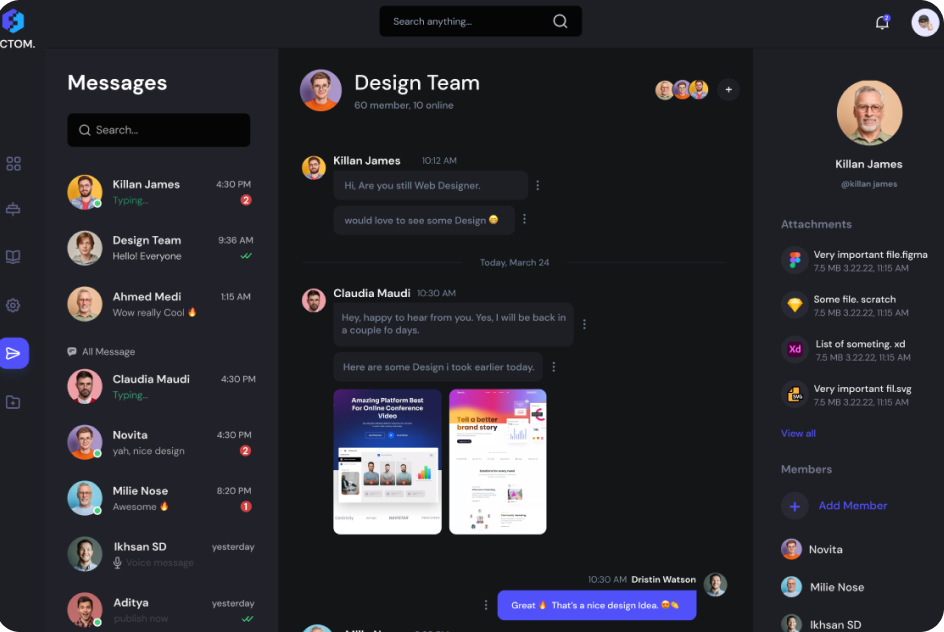 CTOM.
Search anything...
2
Messages
Search...
Killan James 4:30 PM
Typing... 2
Design Team 9:36 AM
Hello! Everyone
Ahmed Medi 1:15 AM
Wow really Cool 🔥
All Message
Claudia Maudi 4:30 PM
Typing...
Novita 4:30 PM
yah, nice design 2
Milie Nose 8:20 PM
Awesome 🔥 1
Ikhsan SD yesterday
Voice message
Aditya yesterday
publish now
Design Team
60 member, 10 online
+
Killan James 10:12 AM
Hi, Are you still Web Designer.
would love to see some Design 😁
Today, March 24
Claudia Maudi 10:30 AM
Hey, happy to hear from you. Yes, I will be back in
a couple fo days.
Here are some Design i took earlier today.
Amazing Platform Best
For Online Conference
Video
Tell a better
brand story
10:30 AM Dristin Watson
Great 🔥 That's a nice design Idea. 😍👏
Killan James
@killan james
Attachments
Very important file.figma
7.5 MB 3.22.22, 11:15 AM
Some file. scratch
7.5 MB 3.22.22, 11:15 AM
Xd
List of someting. xd
7.5 MB 3.22.22, 11:15 AM
SVG
Very important fil.svg
7.5 MB 3.22.22, 11:15 AM
View all
Members
+ Add Member
Novita
Milie Nose
Ikhsan SD